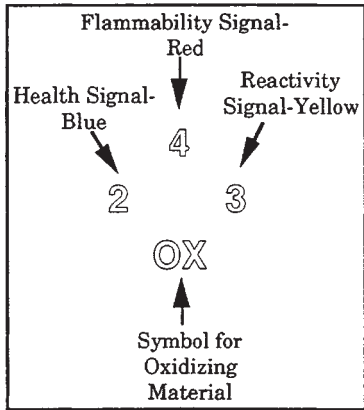 Flammability Signal-
Red
Health Signal-
Blue
Reactivity
Signal-Yellow
4
2 3
OX
Symbol for
Oxidizing
Material